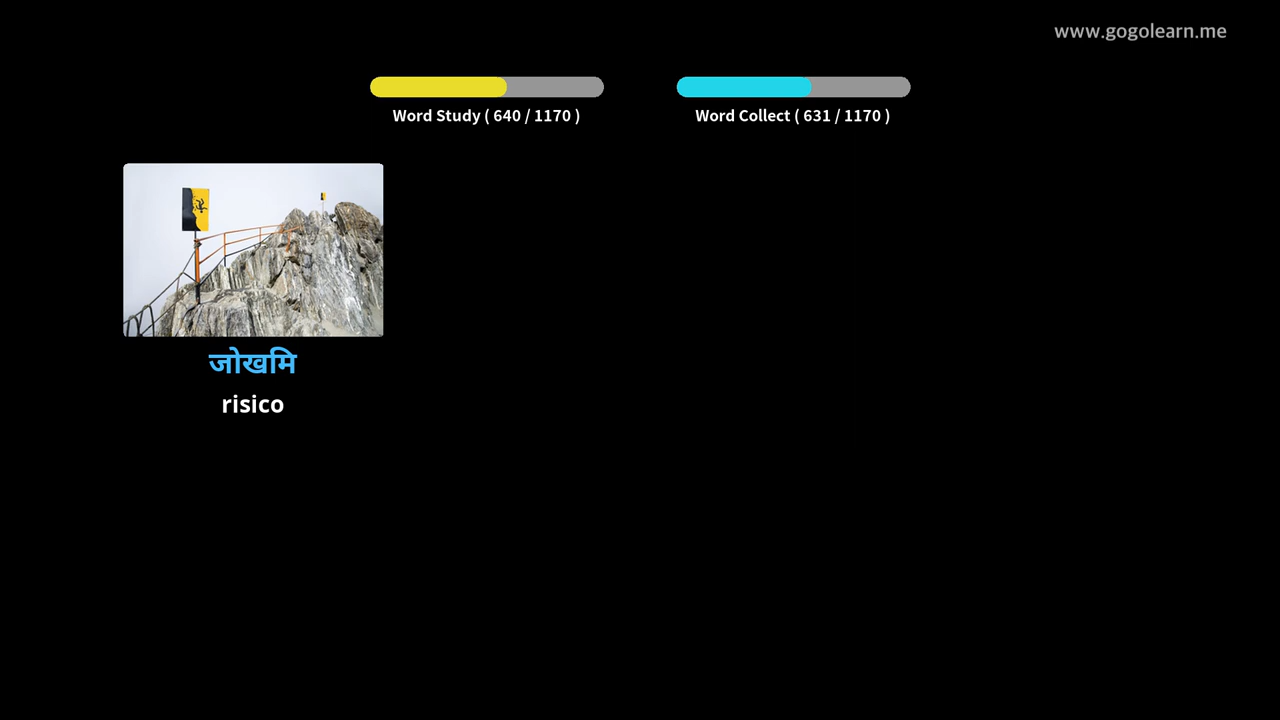 www.gogolearn.me
Word Study ( 640 / 1170 )
Word Collect ( 631 / 1170 )
जोखमि
risico